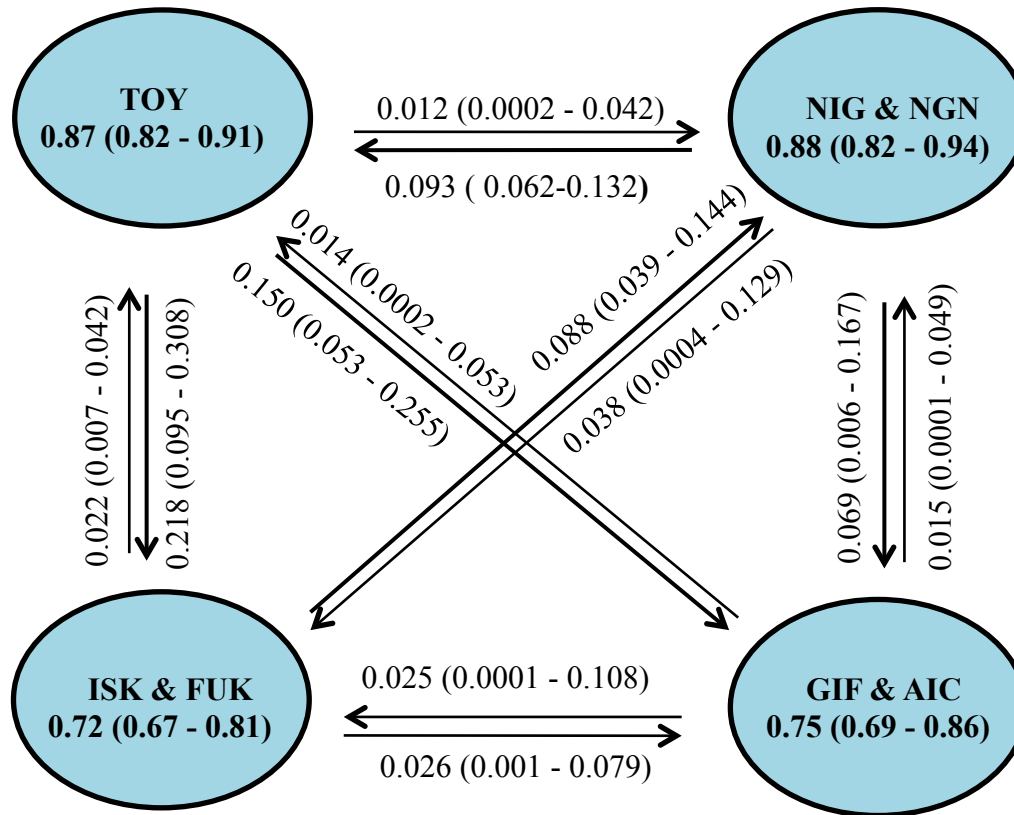 TOY
0.87 (0.82 - 0.91)
0.012 (0.0002 - 0.042)
0.093 ( 0.062-0.132)
NIG & NGN
0.88 (0.82 - 0.94)
0.014 (0.0002 - 0.053)
0.150 (0.053 - 0.255)
0.088 (0.039 - 0.144)
0.038 (0.0004 - 0.129)
0.022 (0.007 - 0.042)
0.218 (0.095 - 0.308)
0.069 (0.006 - 0.167)
0.015 (0.0001 - 0.049)
ISK & FUK
0.72 (0.67 - 0.81)
0.025 (0.0001 - 0.108)
0.026 (0.001 - 0.079)
GIF & AIC
0.75 (0.69 - 0.86)